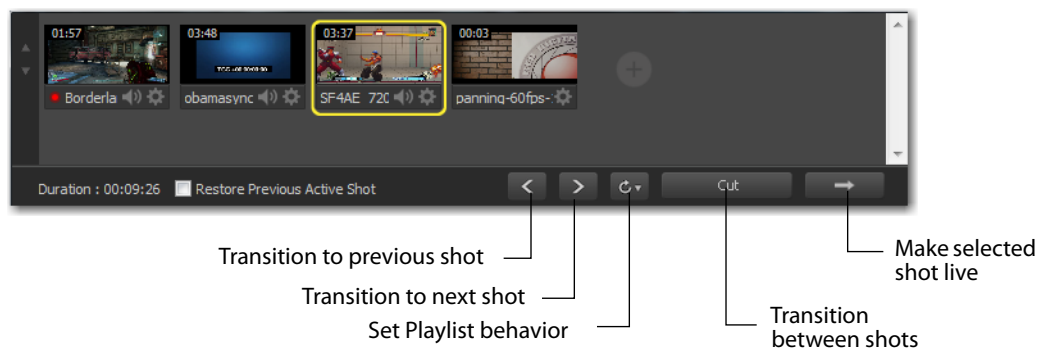 01:57
03:48
03:37
00:03
Borderla
obamasync
SF4AE_720
panning-60fps-
Duration : 00:09:26
Restore Previous Active Shot
Cut
Transition to previous shot
Transition to next shot
Set Playlist behavior
Transition
between shots
Make selected
shot live